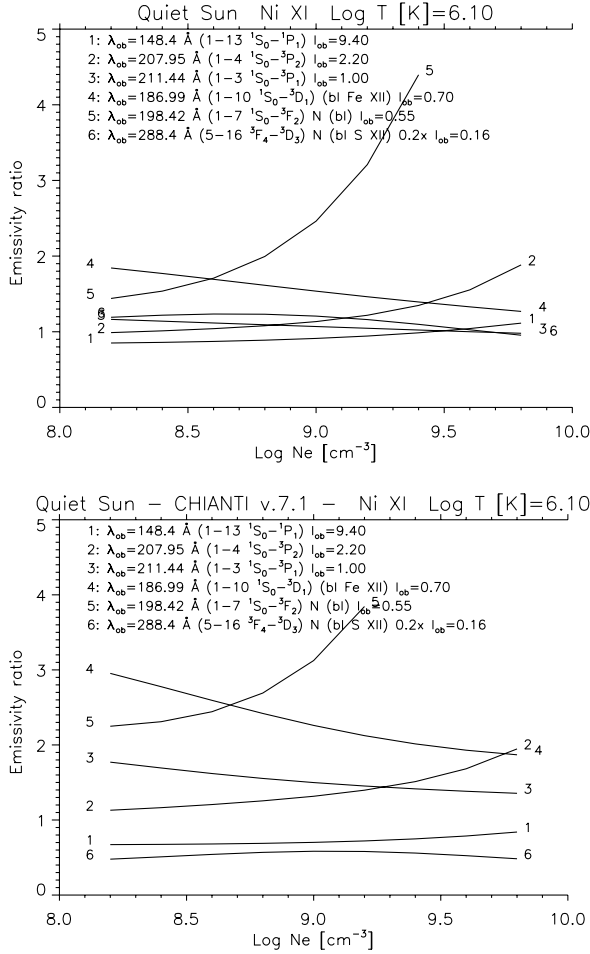 Quiet Sun Ni XI Log T [K]=6.10
1: λob=148.4 Å (1–13 ¹S₀–¹P₁) Iob=9.40
2: λob=207.95 Å (1–4 ¹S₀–³P₂) Iob=2.20
3: λob=211.44 Å (1–3 ¹S₀–³P₁) Iob=1.00
4: λob=186.99 Å (1–10 ¹S₀–³D₁) (bl Fe XII) Iob=0.70
5: λob=198.42 Å (1–7 ¹S₀–³F₂) N (bl) Iob=0.55
6: λob=288.4 Å (5–16 ³F₄–³D₃) N (bl S XII) 0.2x Iob=0.16
5
4
3
2
1
0
Emissivity ratio
5
4
5
2
1
2
4
1
3 6
8.0 8.5 9.0 9.5 10.0
Log Ne [cm⁻³]
Quiet Sun – CHIANTI v.7.1 – Ni XI Log T [K]=6.10
1: λob=148.4 Å (1–13 ¹S₀–¹P₁) Iob=9.40
2: λob=207.95 Å (1–4 ¹S₀–³P₂) Iob=2.20
3: λob=211.44 Å (1–3 ¹S₀–³P₁) Iob=1.00
4: λob=186.99 Å (1–10 ¹S₀–³D₁) (bl Fe XII) Iob=0.70
5: λob=198.42 Å (1–7 ¹S₀–³F₂) N (bl) Iob=0.55
6: λob=288.4 Å (5–16 ³F₄–³D₃) N (bl S XII) 0.2x Iob=0.16
5
4
3
2
1
0
Emissivity ratio
5
4
5
3
2
1
6
2 4
3
1
6
8.0 8.5 9.0 9.5 10.0
Log Ne [cm⁻³]